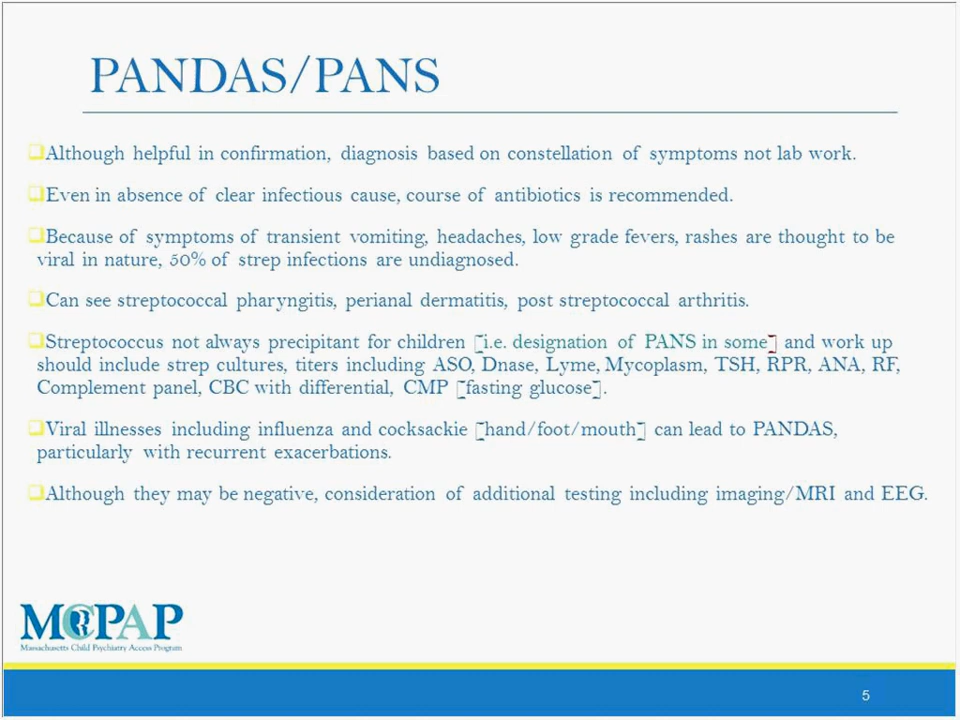 PANDAS/PANS
Although helpful in confirmation, diagnosis based on constellation of symptoms not lab work.
Even in absence of clear infectious cause, course of antibiotics is recommended.
Because of symptoms of transient vomiting, headaches, low grade fevers, rashes are thought to be
viral in nature, 50% of strep infections are undiagnosed.
Can see streptococcal pharyngitis, perianal dermatitis, post streptococcal arthritis.
Streptococcus not always precipitant for children [i.e. designation of PANS in some] and work up
should include strep cultures, titers including ASO, Dnase, Lyme, Mycoplasm, TSH, RPR, ANA, RF,
Complement panel, CBC with differential, CMP [fasting glucose].
Viral illnesses including influenza and cocksackie [hand/foot/mouth] can lead to PANDAS,
particularly with recurrent exacerbations.
Although they may be negative, consideration of additional testing including imaging/MRI and EEG.
MCPAP
Massachusetts Child Psychiatry Access Program
5